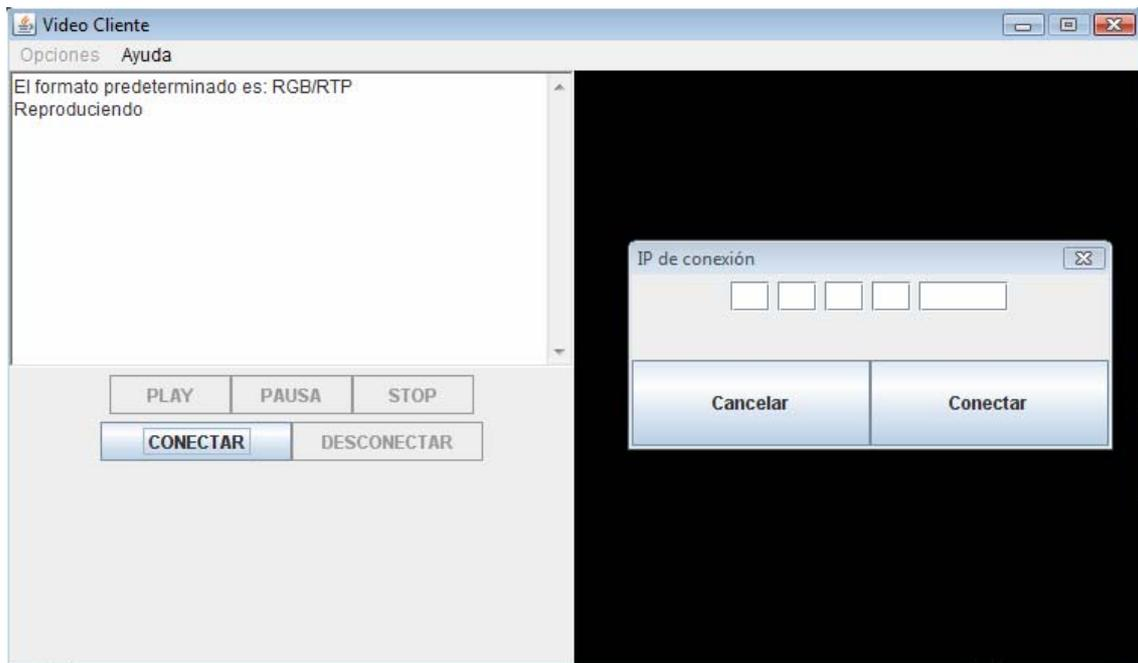 Video Cliente
Opciones Ayuda
El formato predeterminado es: RGB/RTP
Reproduciendo
PLAY PAUSA STOP
CONECTAR DESCONECTAR
IP de conexión
Cancelar Conectar